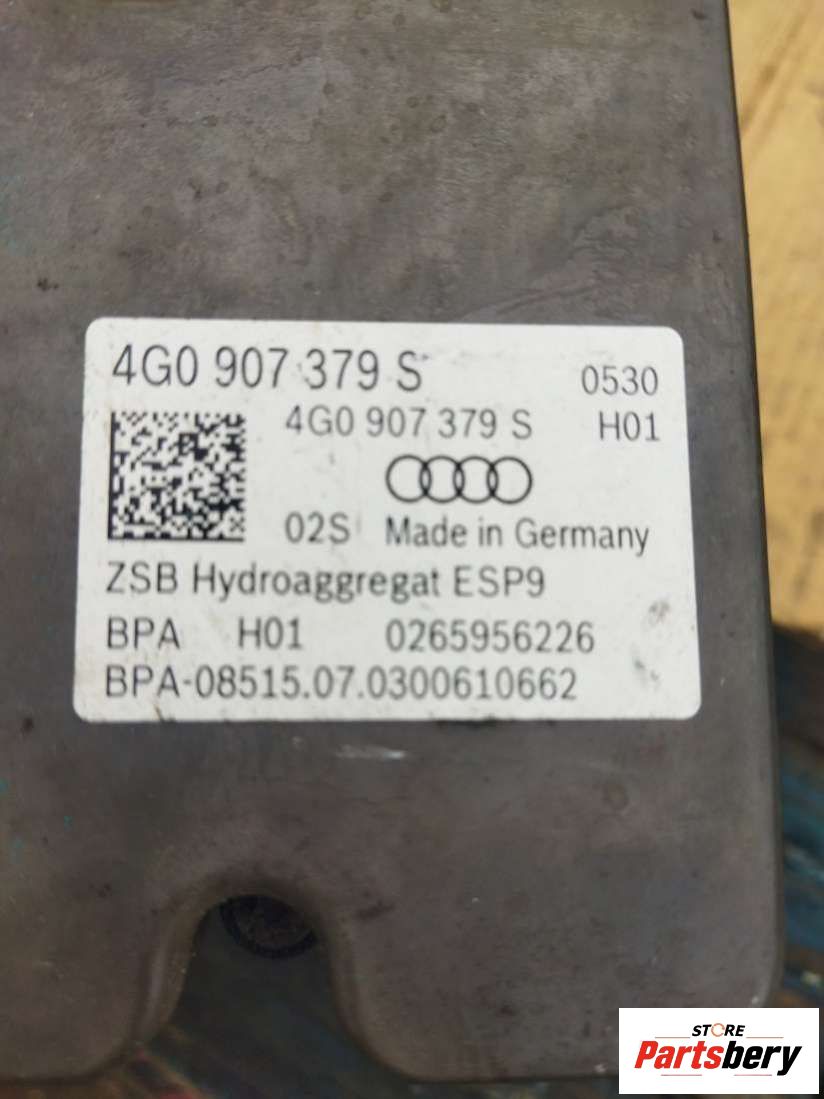 4G0 907 379 S 0530
4G0 907 379 S H01
02S Made in Germany
ZSB Hydroaggregat ESP9
BPA H01 0265956226
BPA-08515.07.0300610662
STORE
Partsbery